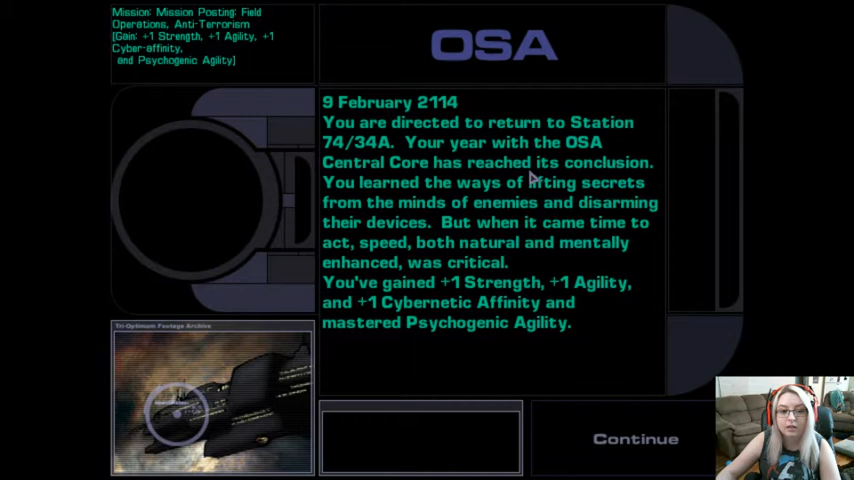 Mission: Mission Posting: Field
Operations, Anti-Terrorism
[Gain: +1 Strength, +1 Agility, +1
Cyber-affinity,
and Psychogenic Agility]
OSA
9 February 2114
You are directed to return to Station
74/34A. Your year with the OSA
Central Core has reached its conclusion.
You learned the ways of lifting secrets
from the minds of enemies and disarming
their devices. But when it came time to
act, speed, both natural and mentally
enhanced, was critical.
You've gained +1 Strength, +1 Agility,
and +1 Cybernetic Affinity and
mastered Psychogenic Agility.
Tri-Optimum Footage Archive
Continue